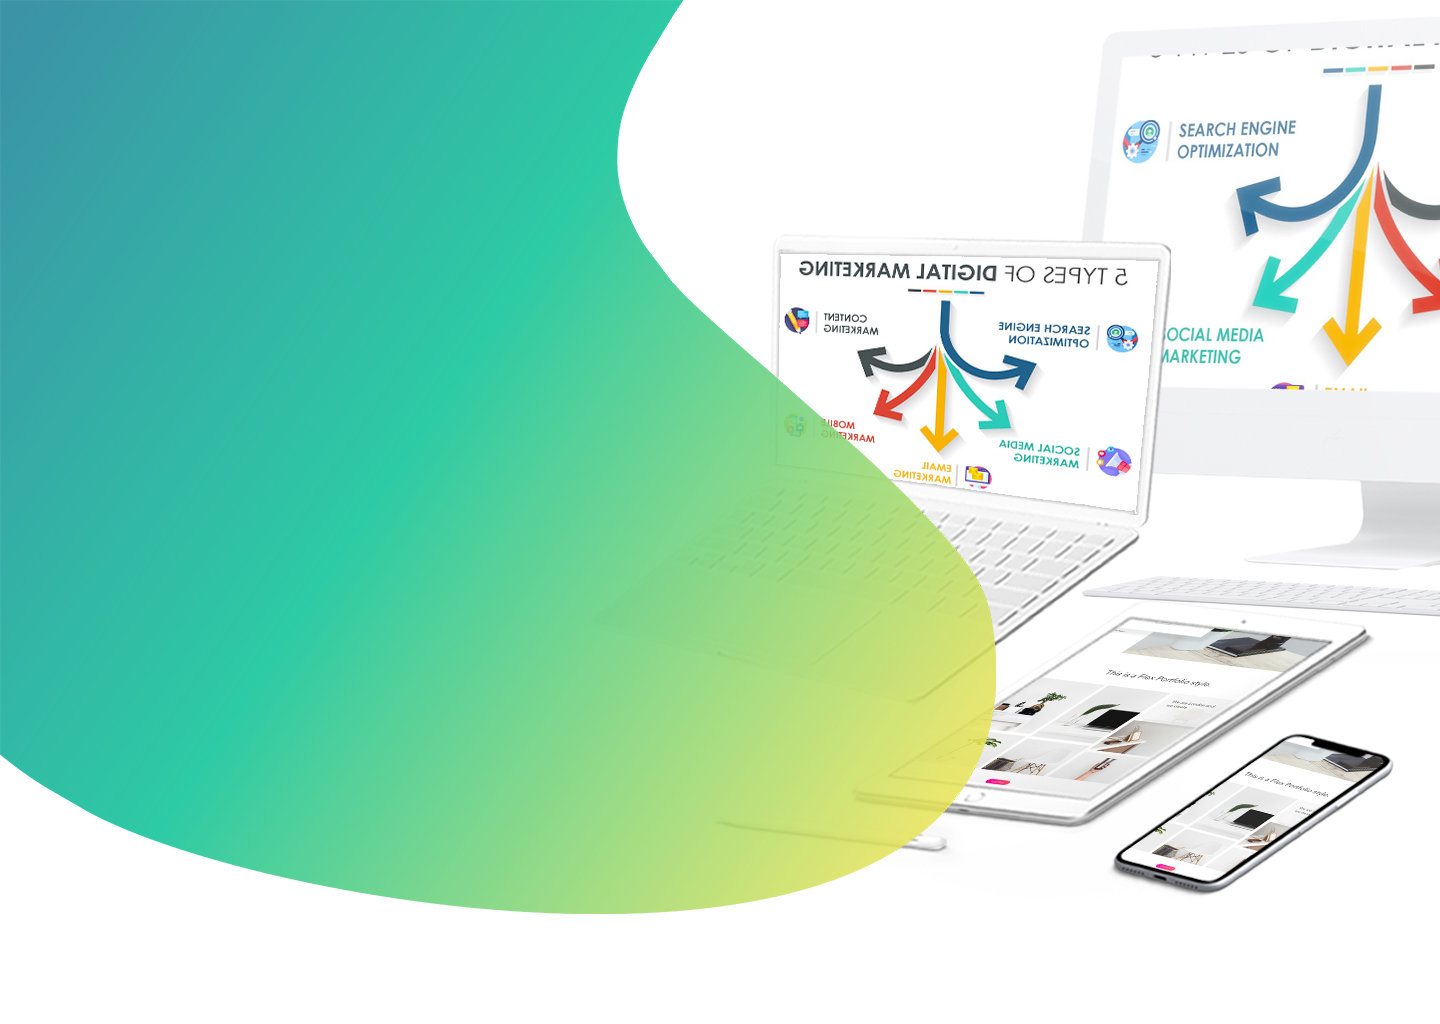 5 TYPES OF DIGITAL MARKETING
SEARCH ENGINE
OPTIMIZATION
CONTENT
MARKETING
SOCIAL MEDIA
MARKETING
EMAIL
MARKETING
MOBILE
MARKETING
SEARCH ENGINE
OPTIMIZATION
SOCIAL MEDIA
MARKETING
This is a Flex Portfolio style.
This is a Flex Portfolio style.